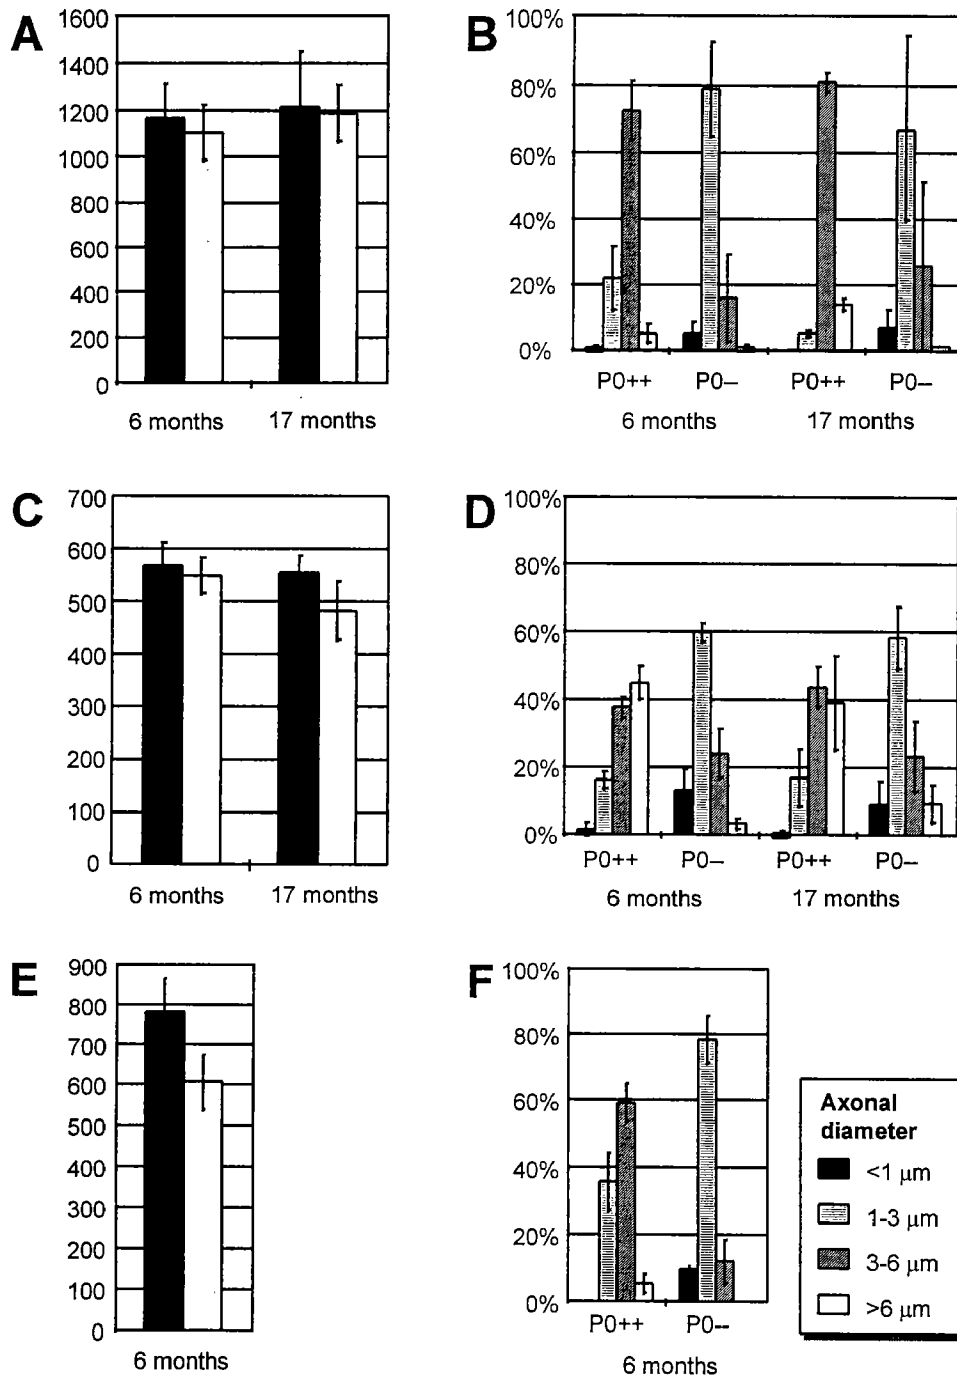 A
1600
1400
1200
1000
800
600
400
200
0
6 months 17 months
B
100%
80%
60%
40%
20%
0%
P0++ P0-- P0++ P0--
6 months 17 months
C
700
600
500
400
300
200
100
0
6 months 17 months
D
100%
80%
60%
40%
20%
0%
P0++ P0-- P0++ P0--
6 months 17 months
E
900
800
700
600
500
400
300
200
100
0
6 months
F
100%
80%
60%
40%
20%
0%
P0++ P0--
6 months
Axonal
diameter
<1 µm
1-3 µm
3-6 µm
>6 µm